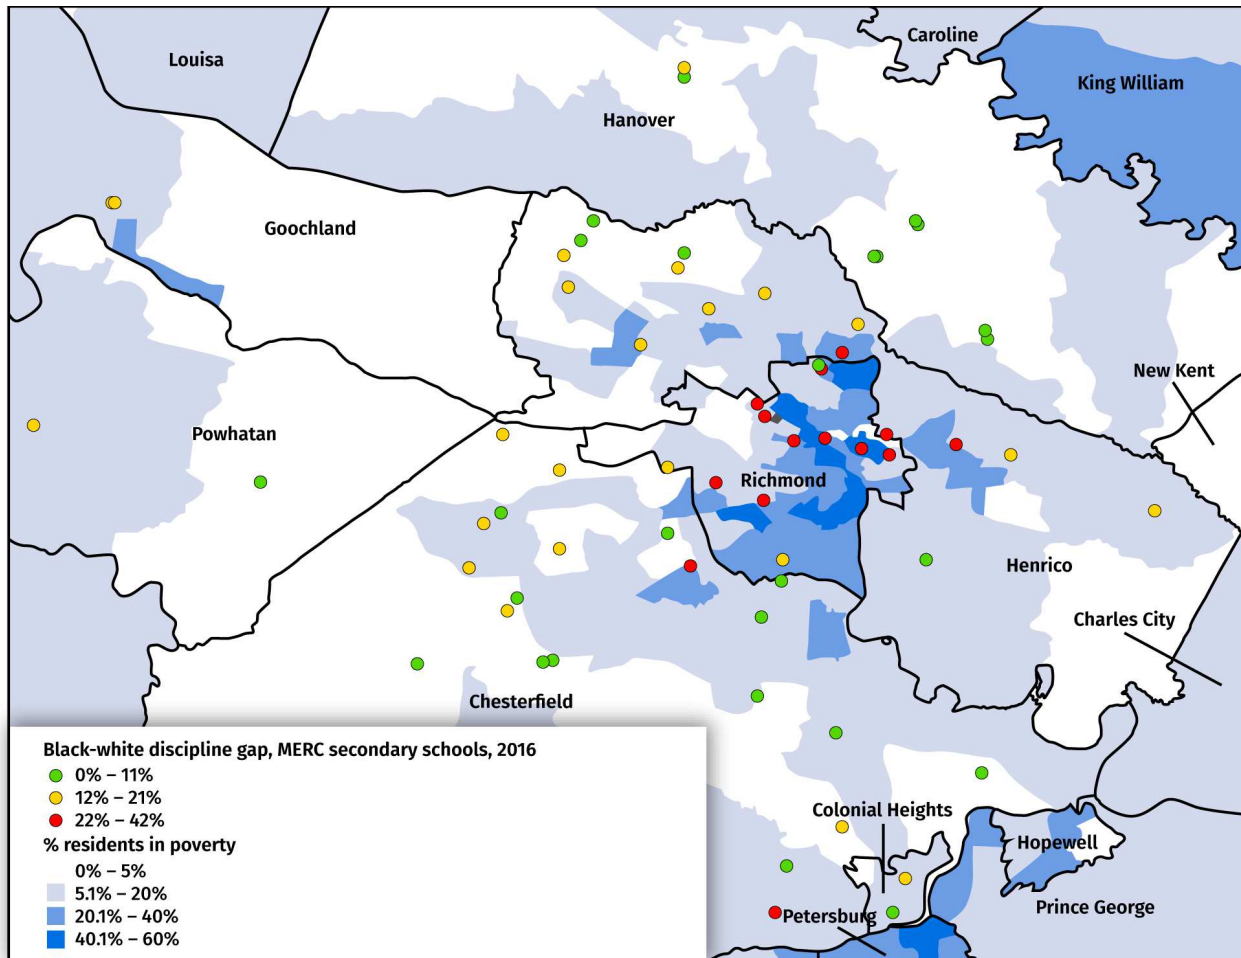 Louisa
Caroline
King William
Hanover
Goochland
New Kent
Powhatan
Richmond
Henrico
Charles City
Chesterfield
Colonial Heights
Hopewell
Prince George
Petersburg
Black-white discipline gap, MERC secondary schools, 2016
0% – 11%
12% – 21%
22% – 42%
% residents in poverty
0% – 5%
5.1% – 20%
20.1% – 40%
40.1% – 60%